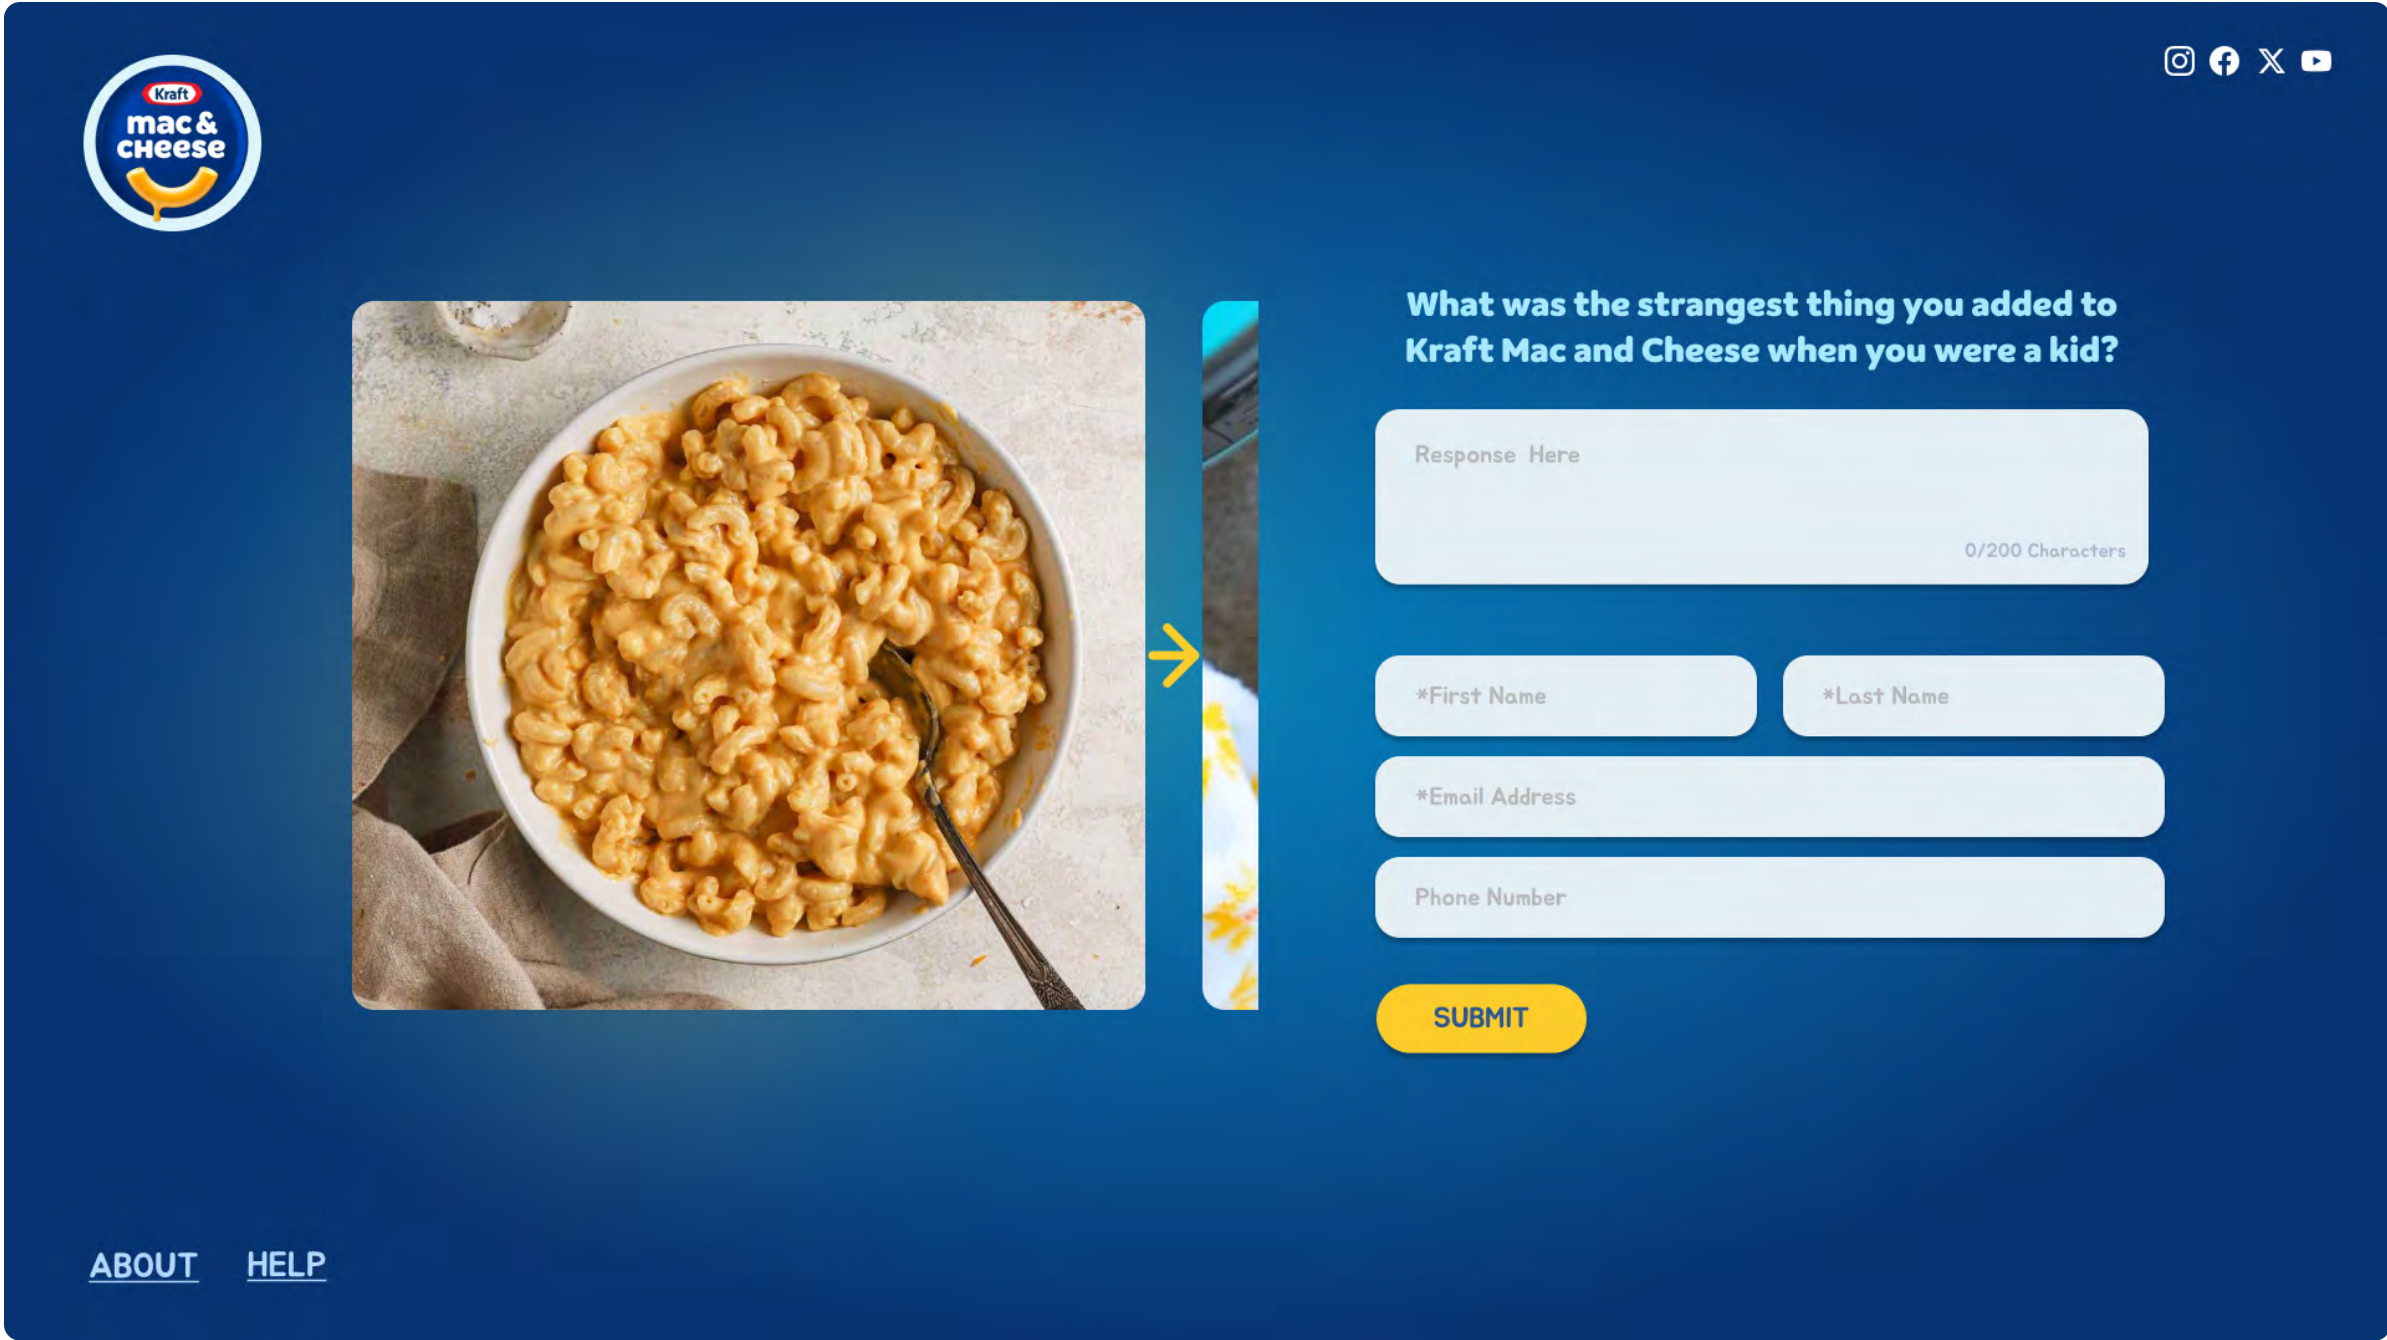 Kraft
mac &
cheese
What was the strangest thing you added to
Kraft Mac and Cheese when you were a kid?
Response Here
0/200 Characters
*First Name
*Last Name
*Email Address
Phone Number
SUBMIT
ABOUT
HELP